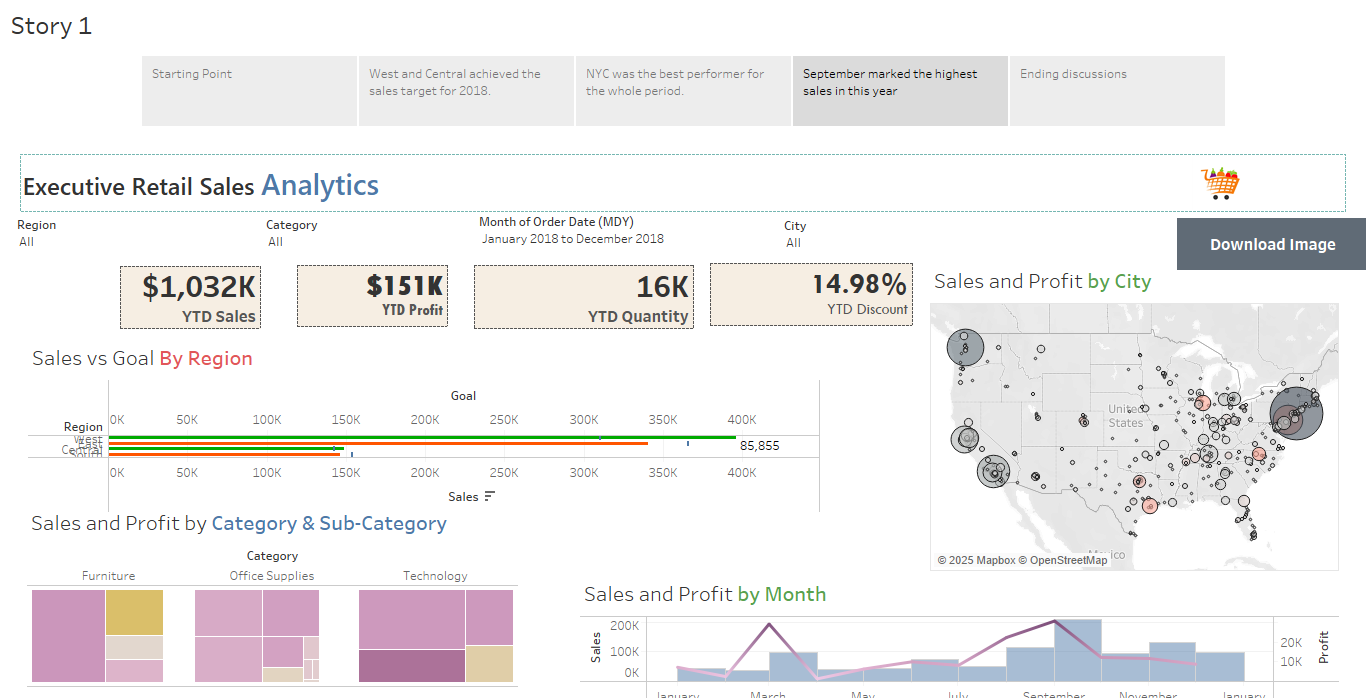 Story 1
Starting Point
West and Central achieved the
sales target for 2018.
NYC was the best performer for
the whole period.
September marked the highest
sales in this year
Ending discussions
Executive Retail Sales Analytics
Region
All
Category
All
Month of Order Date (MDY)
January 2018 to December 2018
City
All
Download Image
$1,032K
YTD Sales
$151K
YTD Profit
16K
YTD Quantity
14.98%
YTD Discount
Sales and Profit by City
United
States
Mexico
© 2025 Mapbox © OpenStreetMap
Sales vs Goal By Region
Goal
Region
0K 50K 100K 150K 200K 250K 300K 350K 400K
West
East
Central
South
85,855
0K 50K 100K 150K 200K 250K 300K 350K 400K
Sales
Sales and Profit by Category & Sub-Category
Category
Furniture Office Supplies Technology
Sales and Profit by Month
Sales
200K
100K
0K
20K
10K
Profit
January March May July September November January